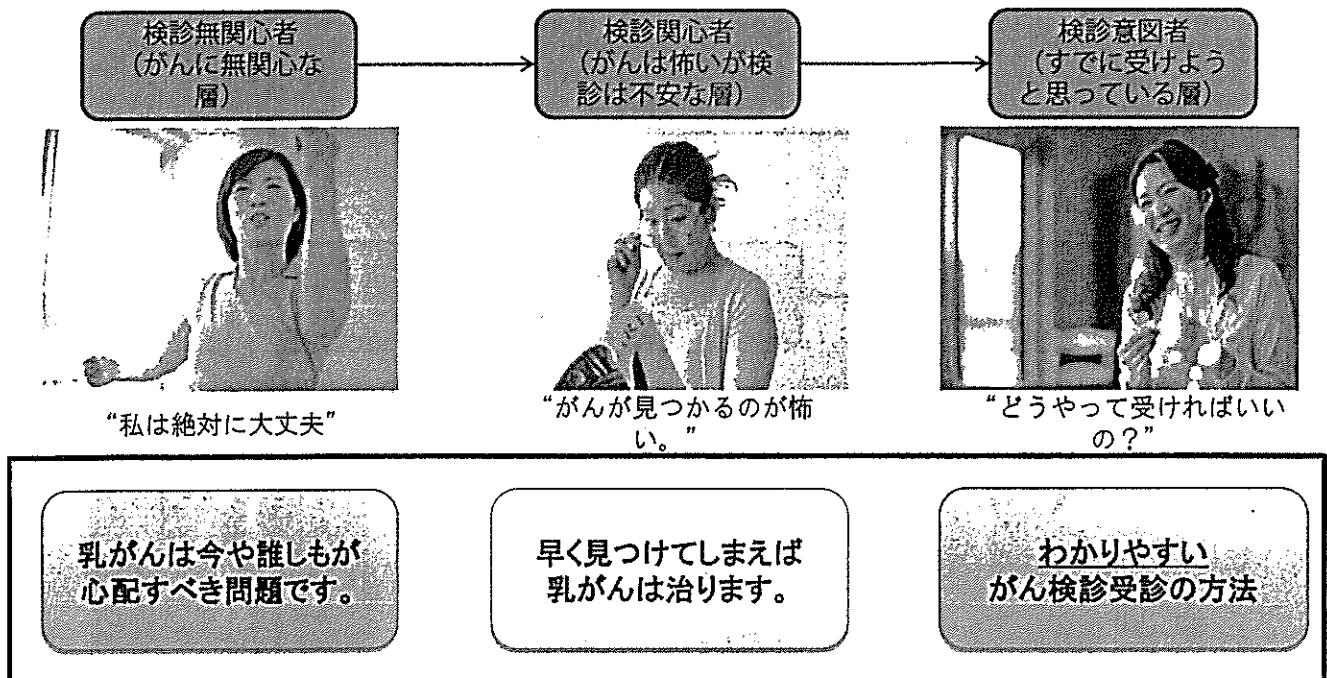 検診無関心者
（がんに無関心な
層）
検診関心者
（がんは怖いが検
診は不安な層）
検診意図者
（すでに受けよう
と思っている層）
“私は絶対に大丈夫”
“がんが見つかるのが怖
い。”
“どうやって受ければいい
の？”
乳がんは今や誰しもが
心配すべき問題です。
早く見つけてしまえば
乳がんは治ります。
わかりやすい
がん検診受診の方法